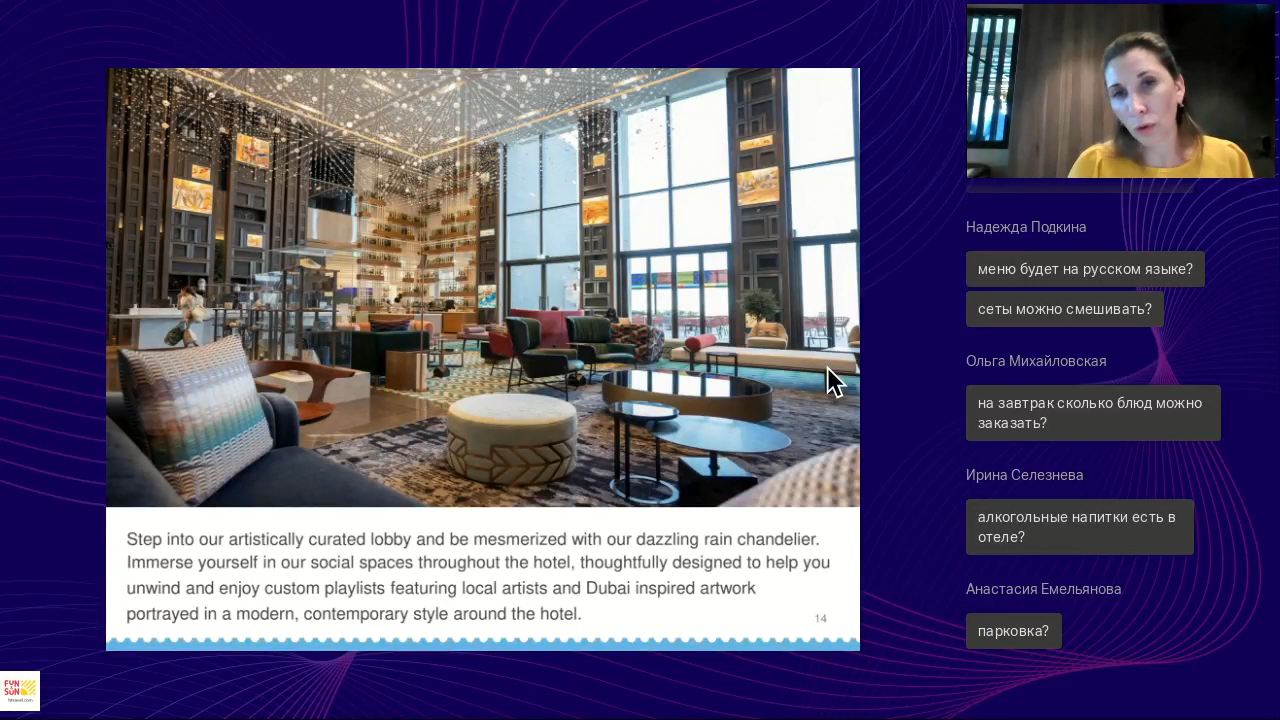 Step into our artistically curated lobby and be mesmerized with our dazzling rain chandelier.
Immerse yourself in our social spaces throughout the hotel, thoughtfully designed to help you
unwind and enjoy custom playlists featuring local artists and Dubai inspired artwork
portrayed in a modern, contemporary style around the hotel.
14
Надежда Подкина
меню будет на русском языке?
сеты можно смешивать?
Ольга Михайловская
на завтрак сколько блюд можно
заказать?
Ирина Селезнева
алкогольные напитки есть в
отеле?
Анастасия Емельянова
парковка?
FUN
SUN